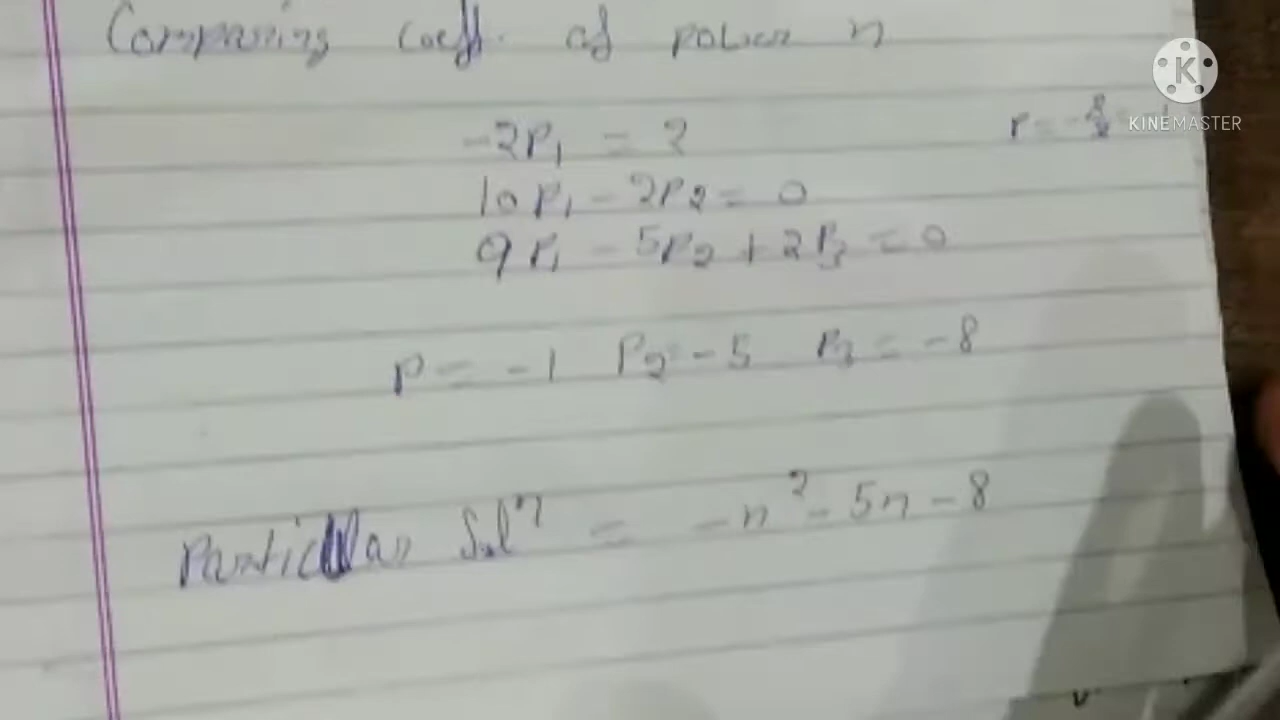 Comparing Coeff. of power n
K
KINEMASTER
-2P₁ = 2
10P₁ - 2P₂ = 0
9P₁ - 5P₂ + 2P₃ = 0
P = -1 P₂ = -5 P₃ = -8
Particular Solⁿ = -n² - 5n - 8